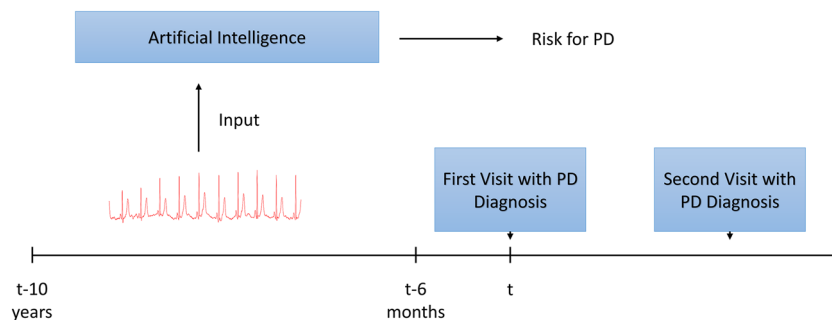 Artificial Intelligence
Risk for PD
Input
First Visit with PD
Diagnosis
Second Visit with
PD Diagnosis
t-10
years
t-6
months
t